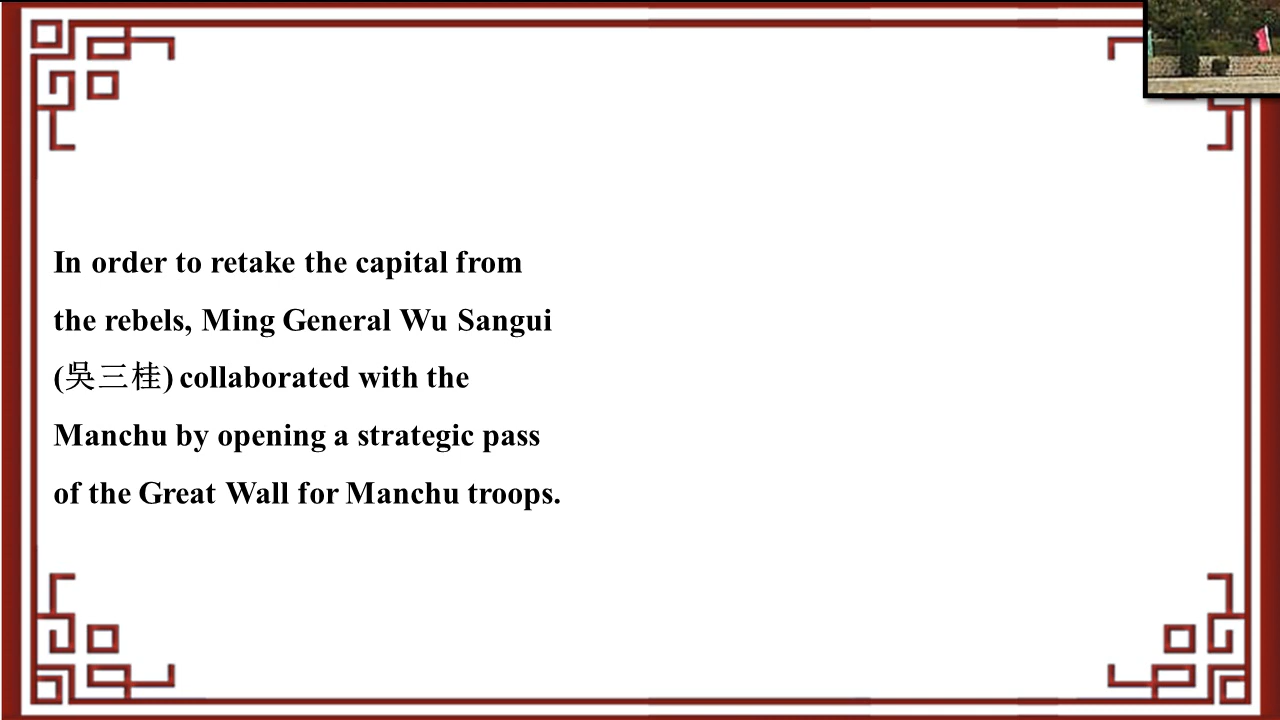 In order to retake the capital from
the rebels, Ming General Wu Sangui
(吳三桂) collaborated with the
Manchu by opening a strategic pass
of the Great Wall for Manchu troops.